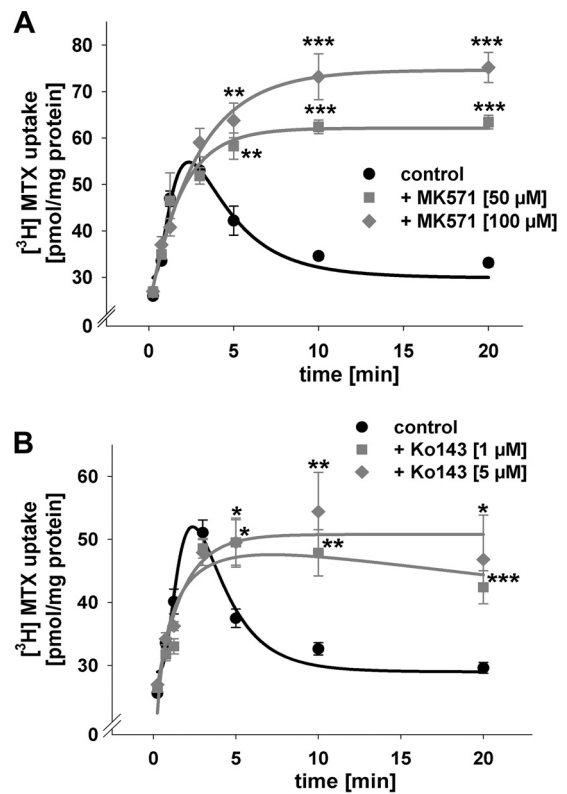 A
[³H] MTX uptake
[pmol/mg protein]
80
70
60
50
40
30
0
***
***
**
***
***
**
control
+ MK571 [50 µM]
+ MK571 [100 µM]
0 5 10 15 20
time [min]
B
[³H] MTX uptake
[pmol/mg protein]
control
+ Ko143 [1 µM]
+ Ko143 [5 µM]
60
50
40
30
0
**
*
*
*
**
***
0 5 10 15 20
time [min]